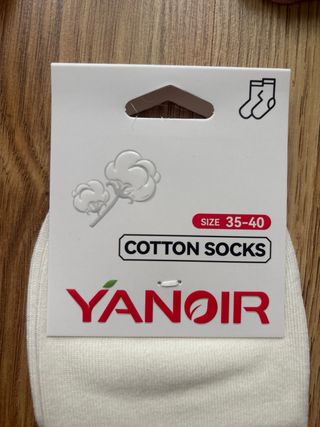 SIZE 35-40
COTTON SOCKS
YANOIR